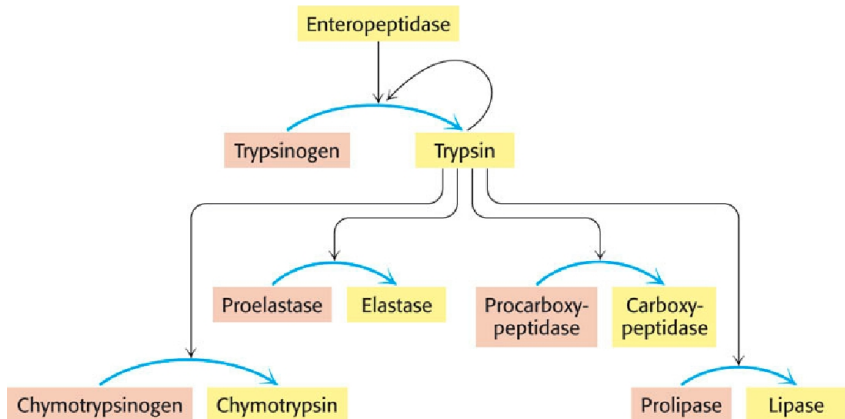 Enteropeptidase
Trypsinogen
Trypsin
Proelastase
Elastase
Procarboxy-
peptidase
Carboxy-
peptidase
Chymotrypsinogen
Chymotrypsin
Prolipase
Lipase